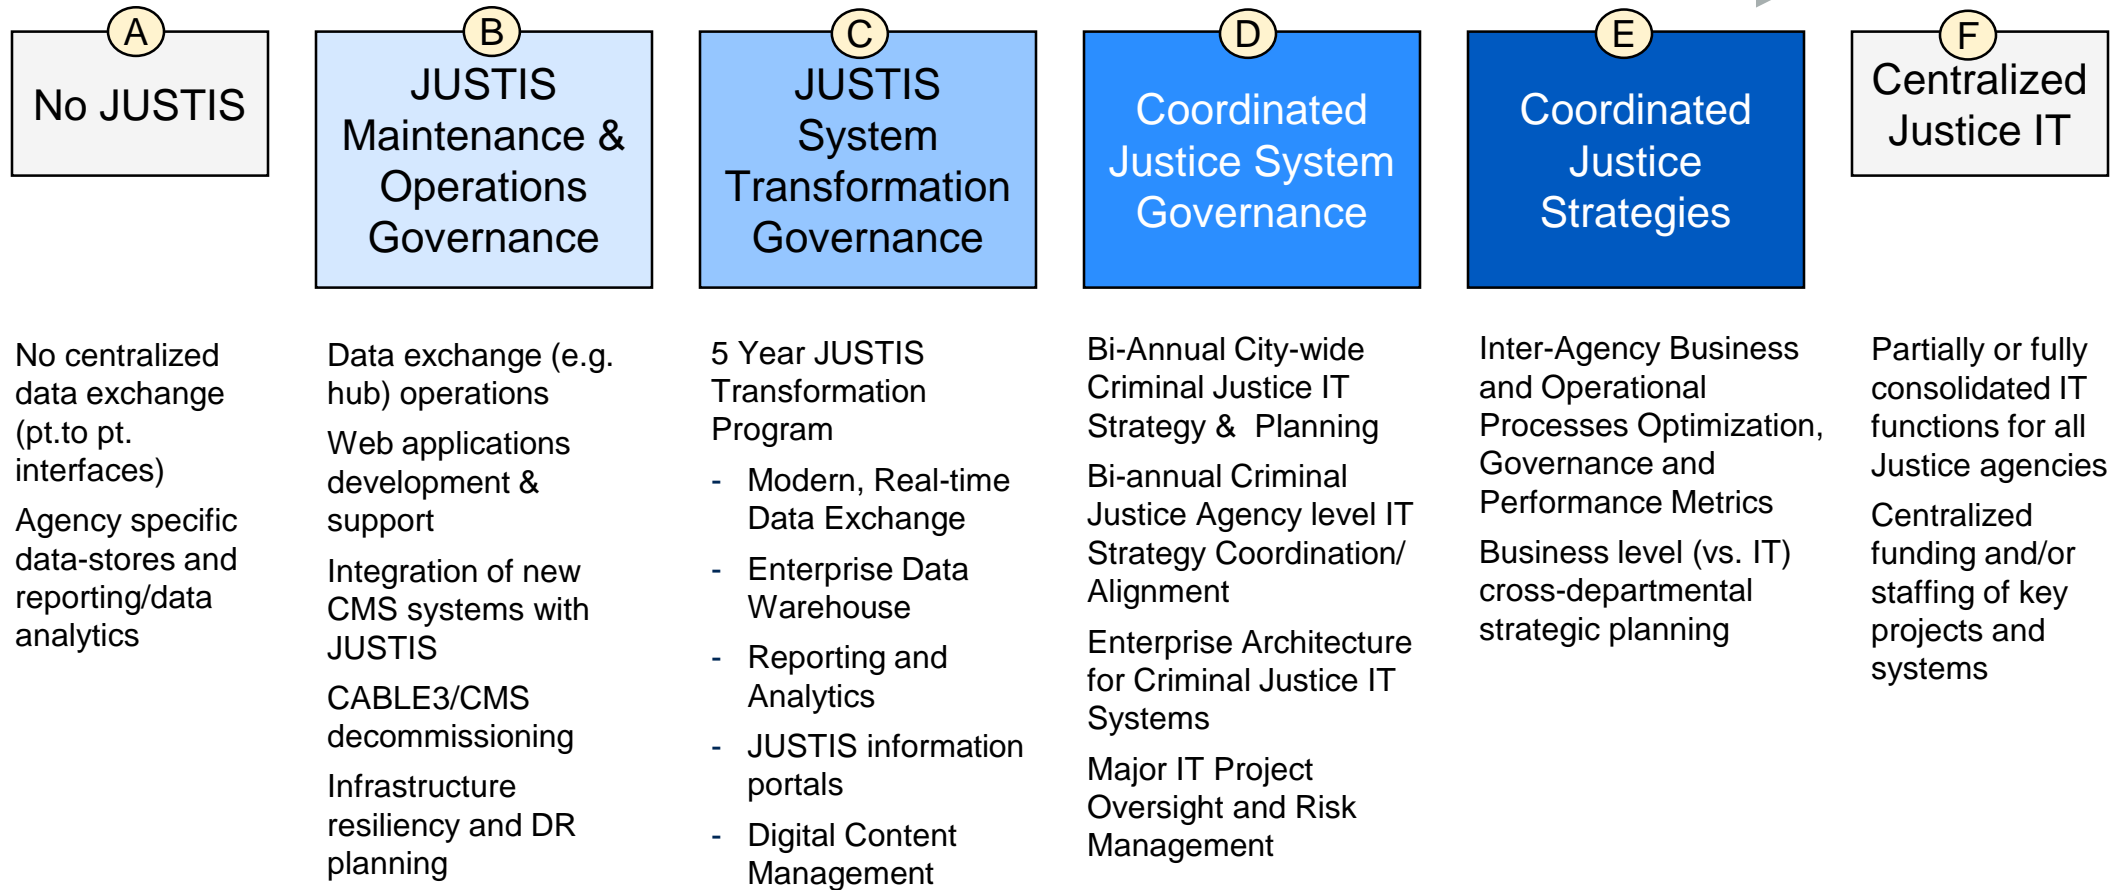 A
No JUSTIS
No centralized
data exchange
(pt.to pt.
interfaces)
Agency specific
data-stores and
reporting/data
analytics
B
JUSTIS
Maintenance &
Operations
Governance
Data exchange (e.g.
hub) operations
Web applications
development &
support
Integration of new
CMS systems with
JUSTIS
CABLE3/CMS
decommissioning
Infrastructure
resiliency and DR
planning
C
JUSTIS
System
Transformation
Governance
5 Year JUSTIS
Transformation
Program
- Modern, Real-time
Data Exchange
- Enterprise Data
Warehouse
- Reporting and
Analytics
- JUSTIS information
portals
- Digital Content
Management
D
Coordinated
Justice System
Governance
Bi-Annual City-wide
Criminal Justice IT
Strategy & Planning
Bi-annual Criminal
Justice Agency level IT
Strategy Coordination/
Alignment
Enterprise Architecture
for Criminal Justice IT
Systems
Major IT Project
Oversight and Risk
Management
E
Coordinated
Justice
Strategies
Inter-Agency Business
and Operational
Processes Optimization,
Governance and
Performance Metrics
Business level (vs. IT)
cross-departmental
strategic planning
F
Centralized
Justice IT
Partially or fully
consolidated IT
functions for all
Justice agencies
Centralized
funding and/or
staffing of key
projects and
systems